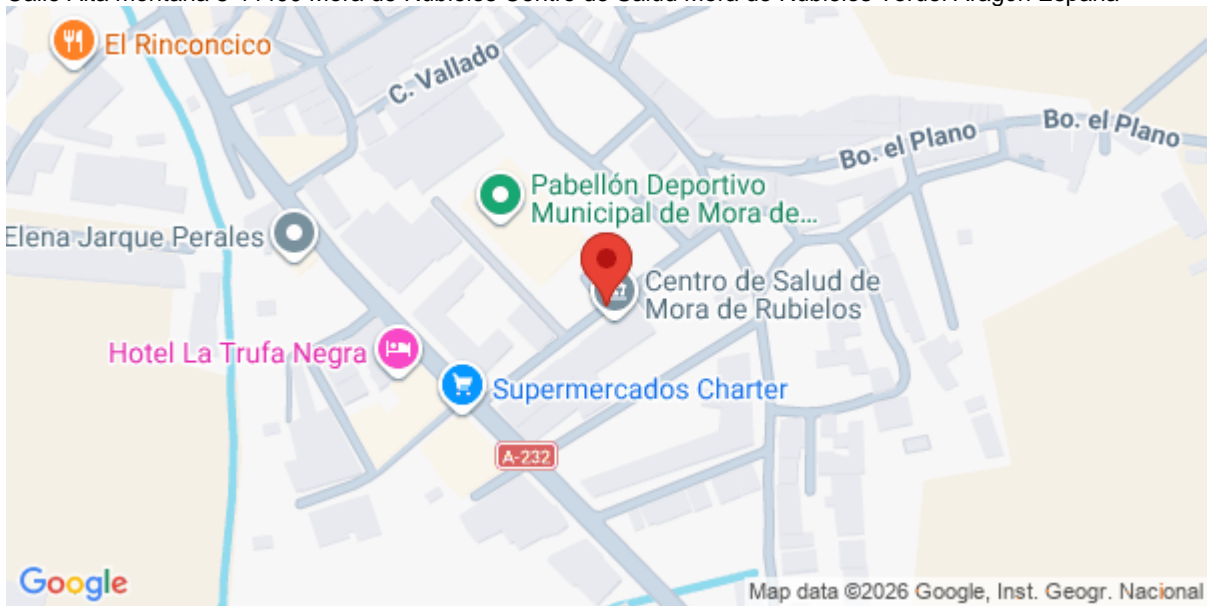 El Rinconcico
C. Vallado
Bo. el Plano
Bo. el Plano
Pabellón Deportivo
Municipal de Mora de...
Elena Jarque Perales
Centro de Salud de
Mora de Rubielos
Hotel La Trufa Negra
Supermercados Charter
A-232
Google
Map data ©2026 Google, Inst. Geogr. Nacional